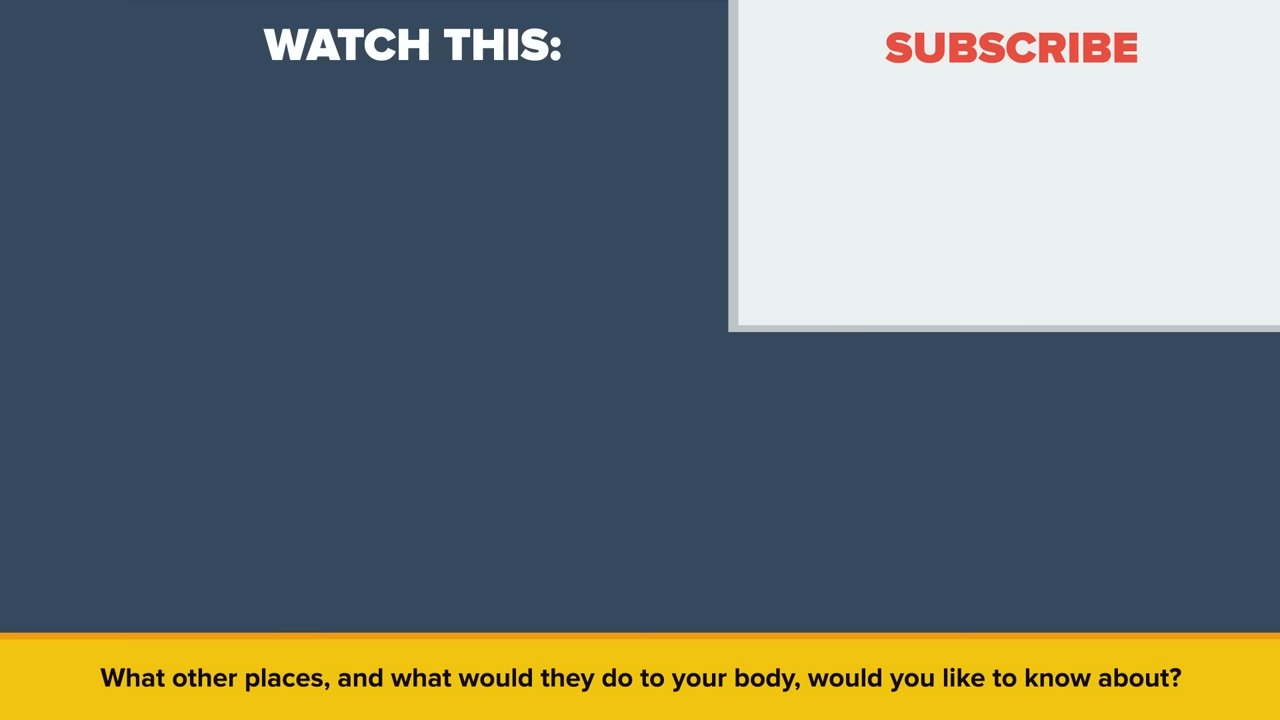 WATCH THIS:
SUBSCRIBE
What other places, and what would they do to your body, would you like to know about?